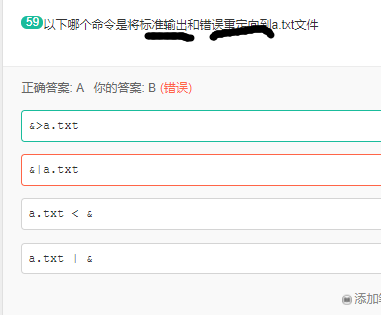 59 以下哪个命令是将标准输出和错误重定向到a.txt文件
正确答案: A 你的答案: B (错误)
&>a.txt
&|a.txt
a.txt < &
a.txt | &
添加